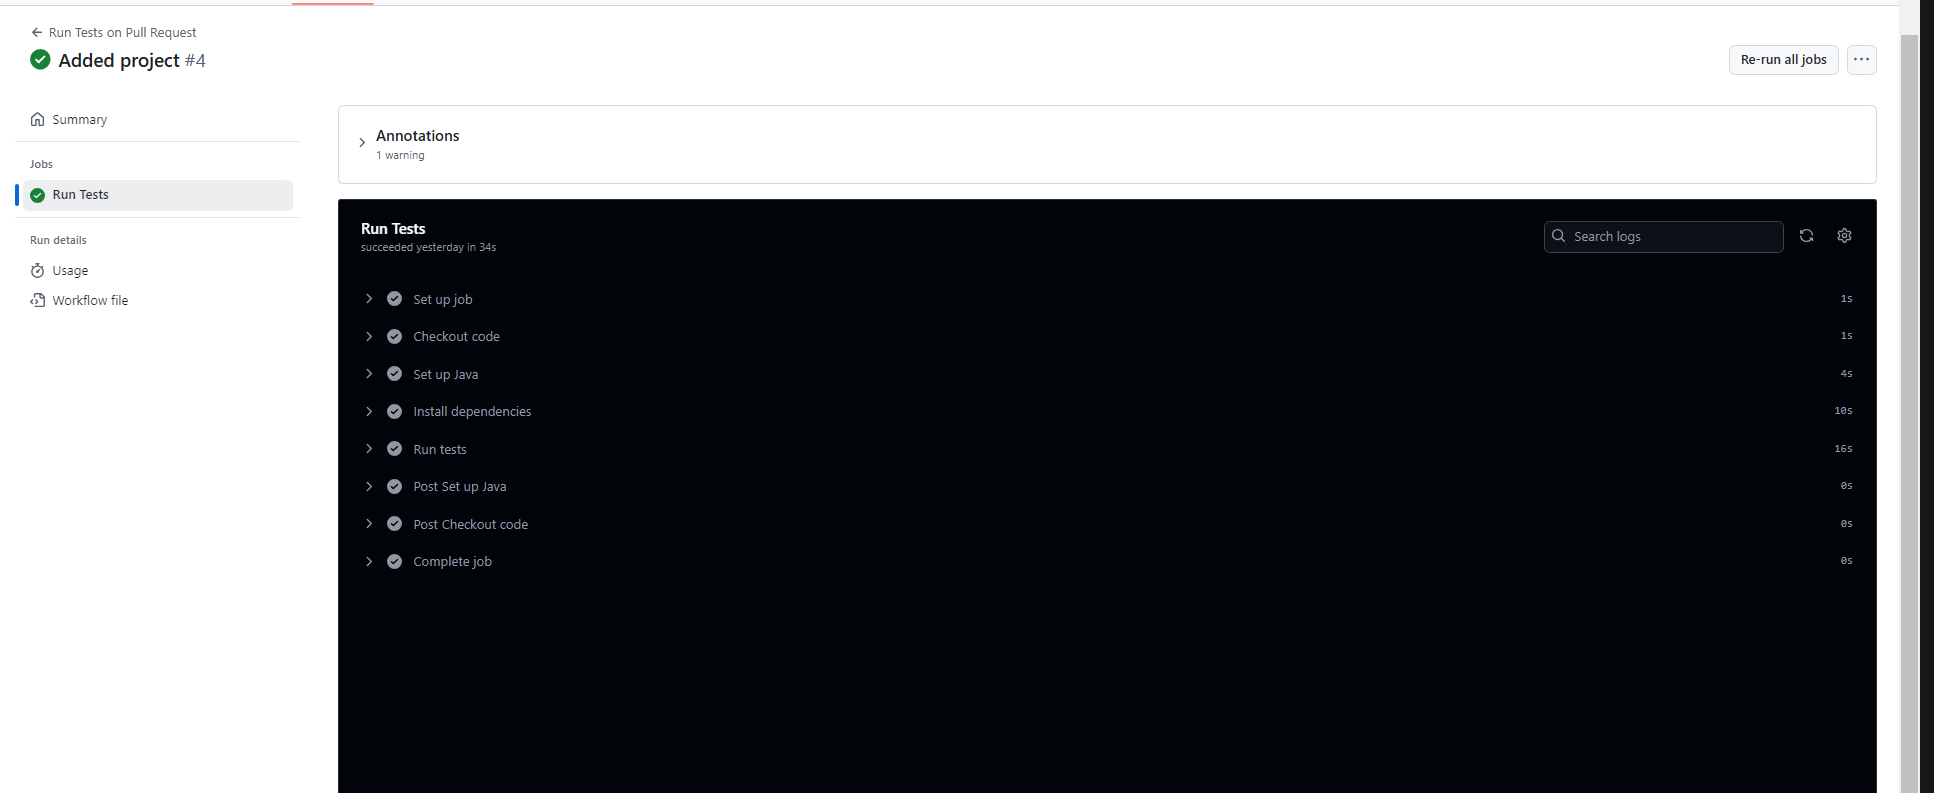 Run Tests on Pull Request
Added project #4
Re-run all jobs
Summary
Jobs
Run Tests
Run details
Usage
Workflow file
Annotations
1 warning
Run Tests
succeeded yesterday in 34s
Search logs
Set up job 1s
Checkout code 1s
Set up Java 4s
Install dependencies 10s
Run tests 16s
Post Set up Java 0s
Post Checkout code 0s
Complete job 0s